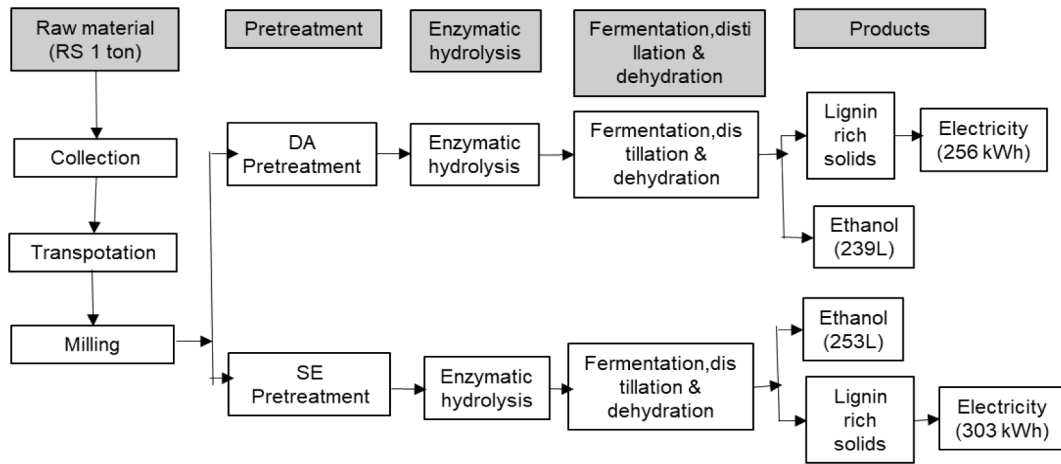 Raw material
(RS 1 ton)
Pretreatment
Enzymatic
hydrolysis
Fermentation,disti
llation &
dehydration
Products
Collection
Transpotation
Milling
DA
Pretreatment
Enzymatic
hydrolysis
Fermentation,dis
tillation &
dehydration
Lignin
rich
solids
Electricity
(256 kWh)
Ethanol
(239L)
SE
Pretreatment
Enzymatic
hydrolysis
Fermentation,dis
tillation &
dehydration
Ethanol
(253L)
Lignin
rich
solids
Electricity
(303 kWh)